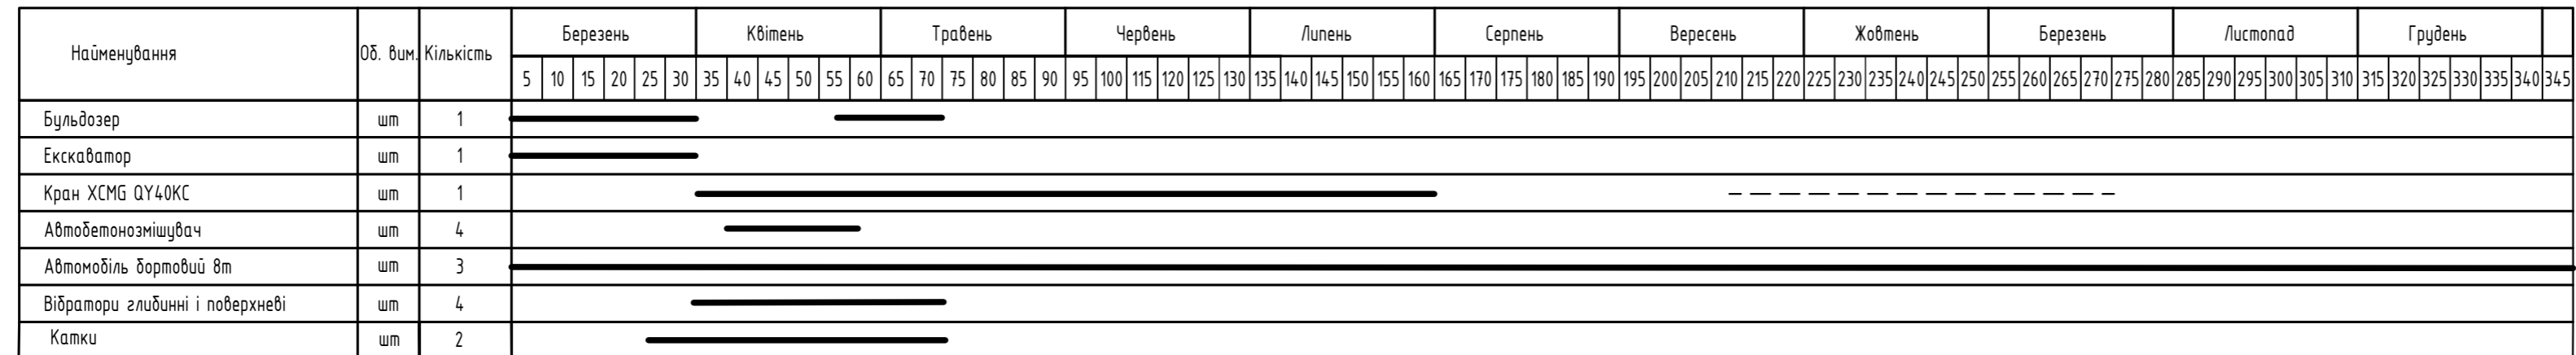 Найменування Об. вим. Кількість Березень Квітень Травень Червень Липень Серпень Вересень Жовтень Березень Листопад Грудень
5 10 15 20 25 30 35 40 45 50 55 60 65 70 75 80 85 90 95 100 115 120 125 130 135 140 145 150 155 160 165 170 175 180 185 190 195 200 205 210 215 220 225 230 235 240 245 250 255 260 265 270 275 280 285 290 295 300 305 310 315 320 325 330 335 340 345
Бульдозер шт 1
Екскаватор шт 1
Кран XCMG QY40KC шт 1
Автобетонозмішувач шт 4
Автомобіль бортовий 8т шт 3
Вібратори глибинні і поверхневі шт 4
Катки шт 2